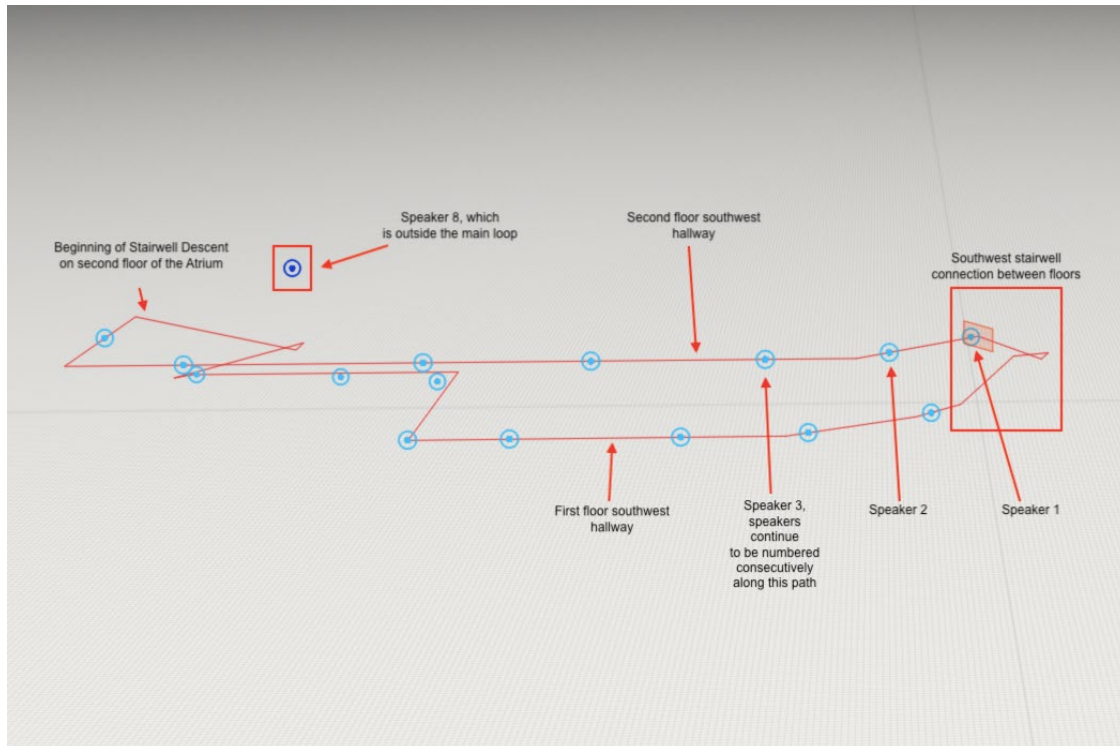 Speaker 8, which
is outside the main loop
Second floor southwest
hallway
Beginning of Stairwell Descent
on second floor of the Atrium
Southwest stairwell
connection between floors
First floor southwest
hallway
Speaker 3,
speakers
continue
to be numbered
consecutively
along this path
Speaker 2
Speaker 1